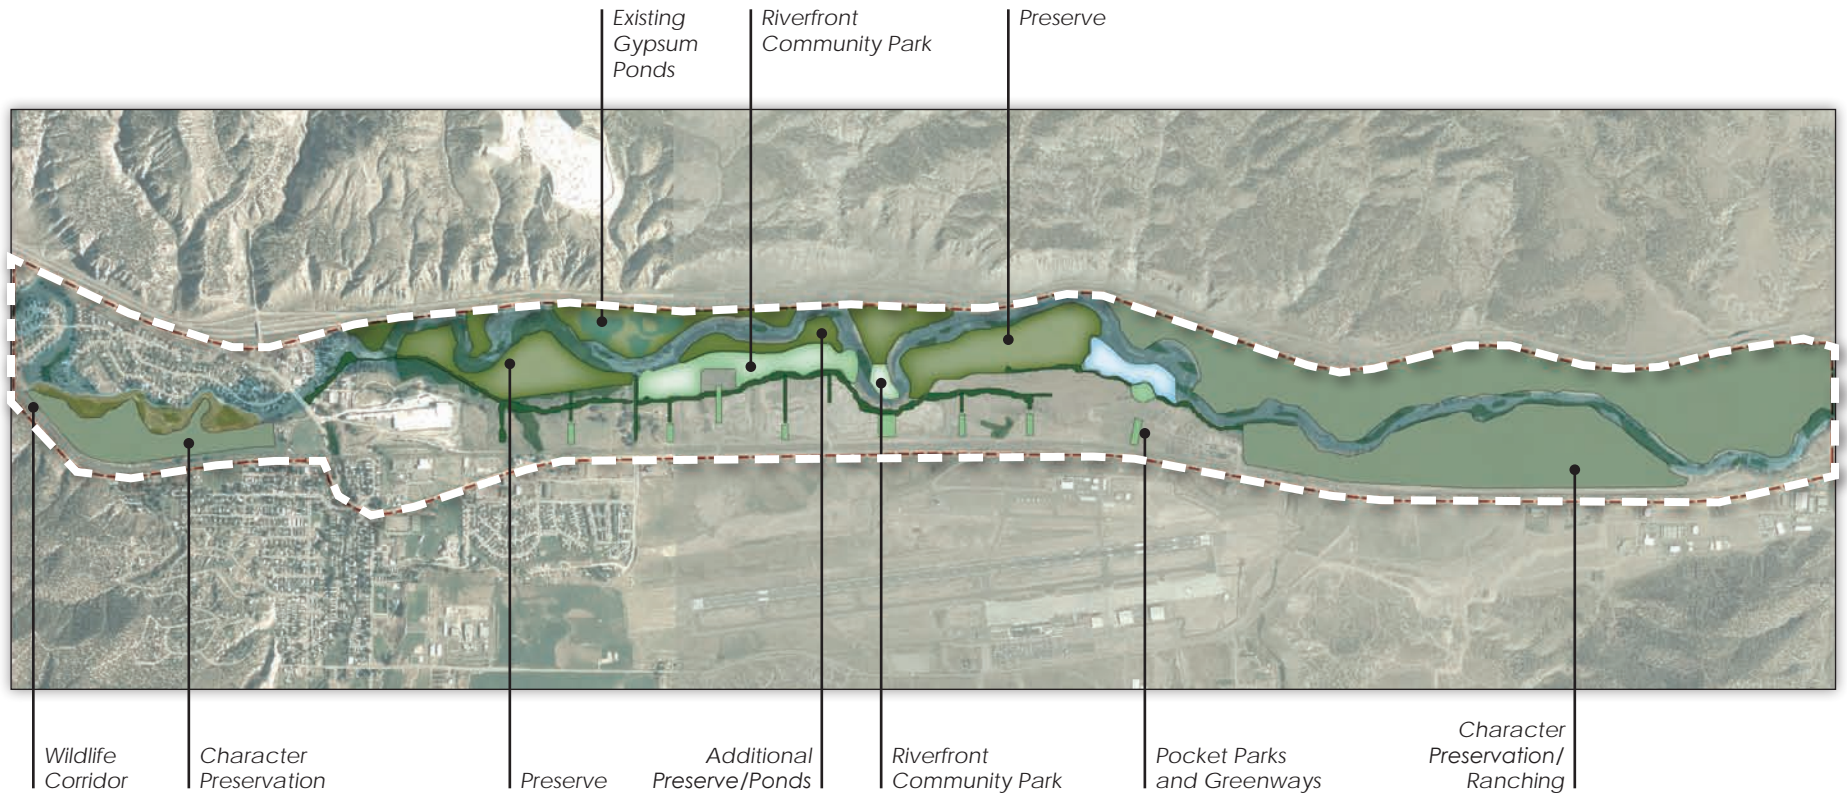 Existing
Gypsum
Ponds
Riverfront
Community Park
Preserve
Wildlife
Corridor
Character
Preservation
Preserve
Additional
Preserve/Ponds
Riverfront
Community Park
Pocket Parks
and Greenways
Character
Preservation/
Ranching